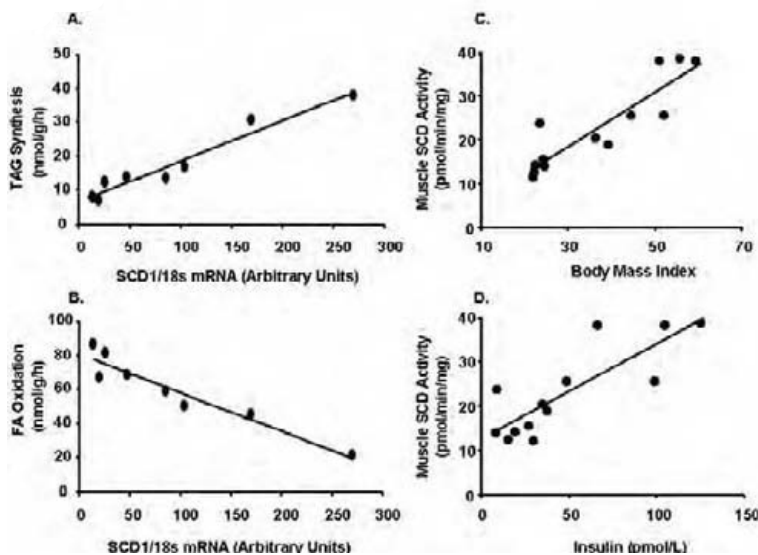 A.
TAG Synthesis
(nmol/g/h)
50
40
30
20
10
0
0 50 100 150 200 250 300
SCD1/18s mRNA (Arbitrary Units)
B.
FA Oxidation
(nmol/g/h)
100
80
60
40
20
0
0 50 100 150 200 250 300
SCD1/18s mRNA (Arbitrary Units)
C.
Muscle SCD Activity
(pmol/min/mg)
40
30
20
10
0
10 30 50 70
Body Mass Index
D.
Muscle SCD Activity
(pmol/min/mg)
40
30
20
10
0
0 50 100 150
Insulin (pmol/L)